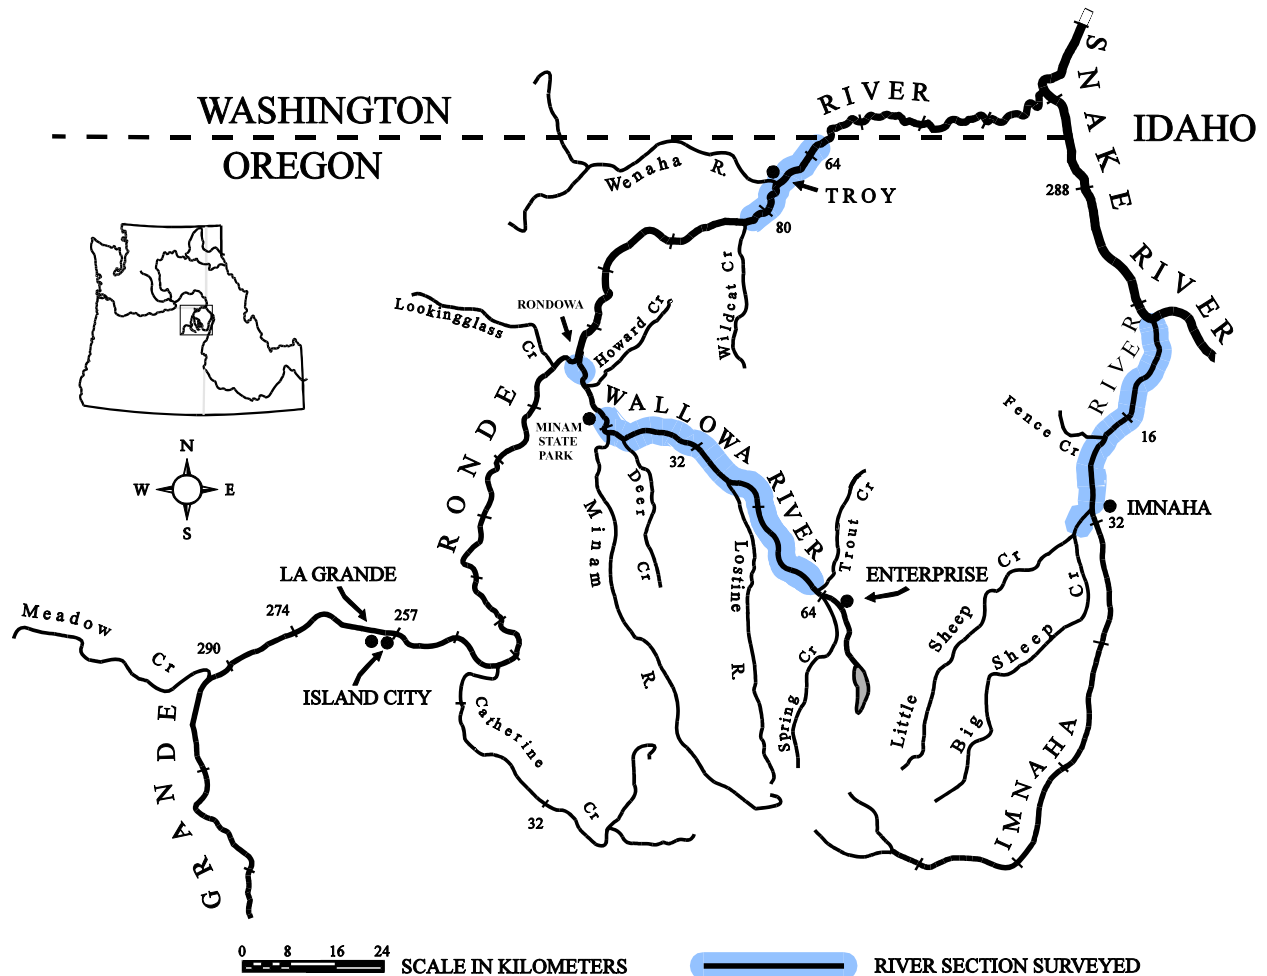 WASHINGTON
OREGON
IDAHO
SNAKE
RIVER
RIVER
Wenaha R.
64
TROY
80
288
Wildcat Cr
RONDOWA
Lookingglass Cr
Howard Cr
WALLOWA RIVER
MINAM
STATE
PARK
32
RIVER
Fence Cr
16
IMNAHA
32
N
W E
S
RONDE
Minam R.
Deer Cr
Lostine R.
Trout Cr
ENTERPRISE
64
Spring Cr
Little Sheep Cr
Big Sheep Cr
IMNAHA
LA GRANDE
274
257
290
Meadow Cr
ISLAND CITY
GRANDE
Catherine Cr
32
0 8 16 24
SCALE IN KILOMETERS
RIVER SECTION SURVEYED